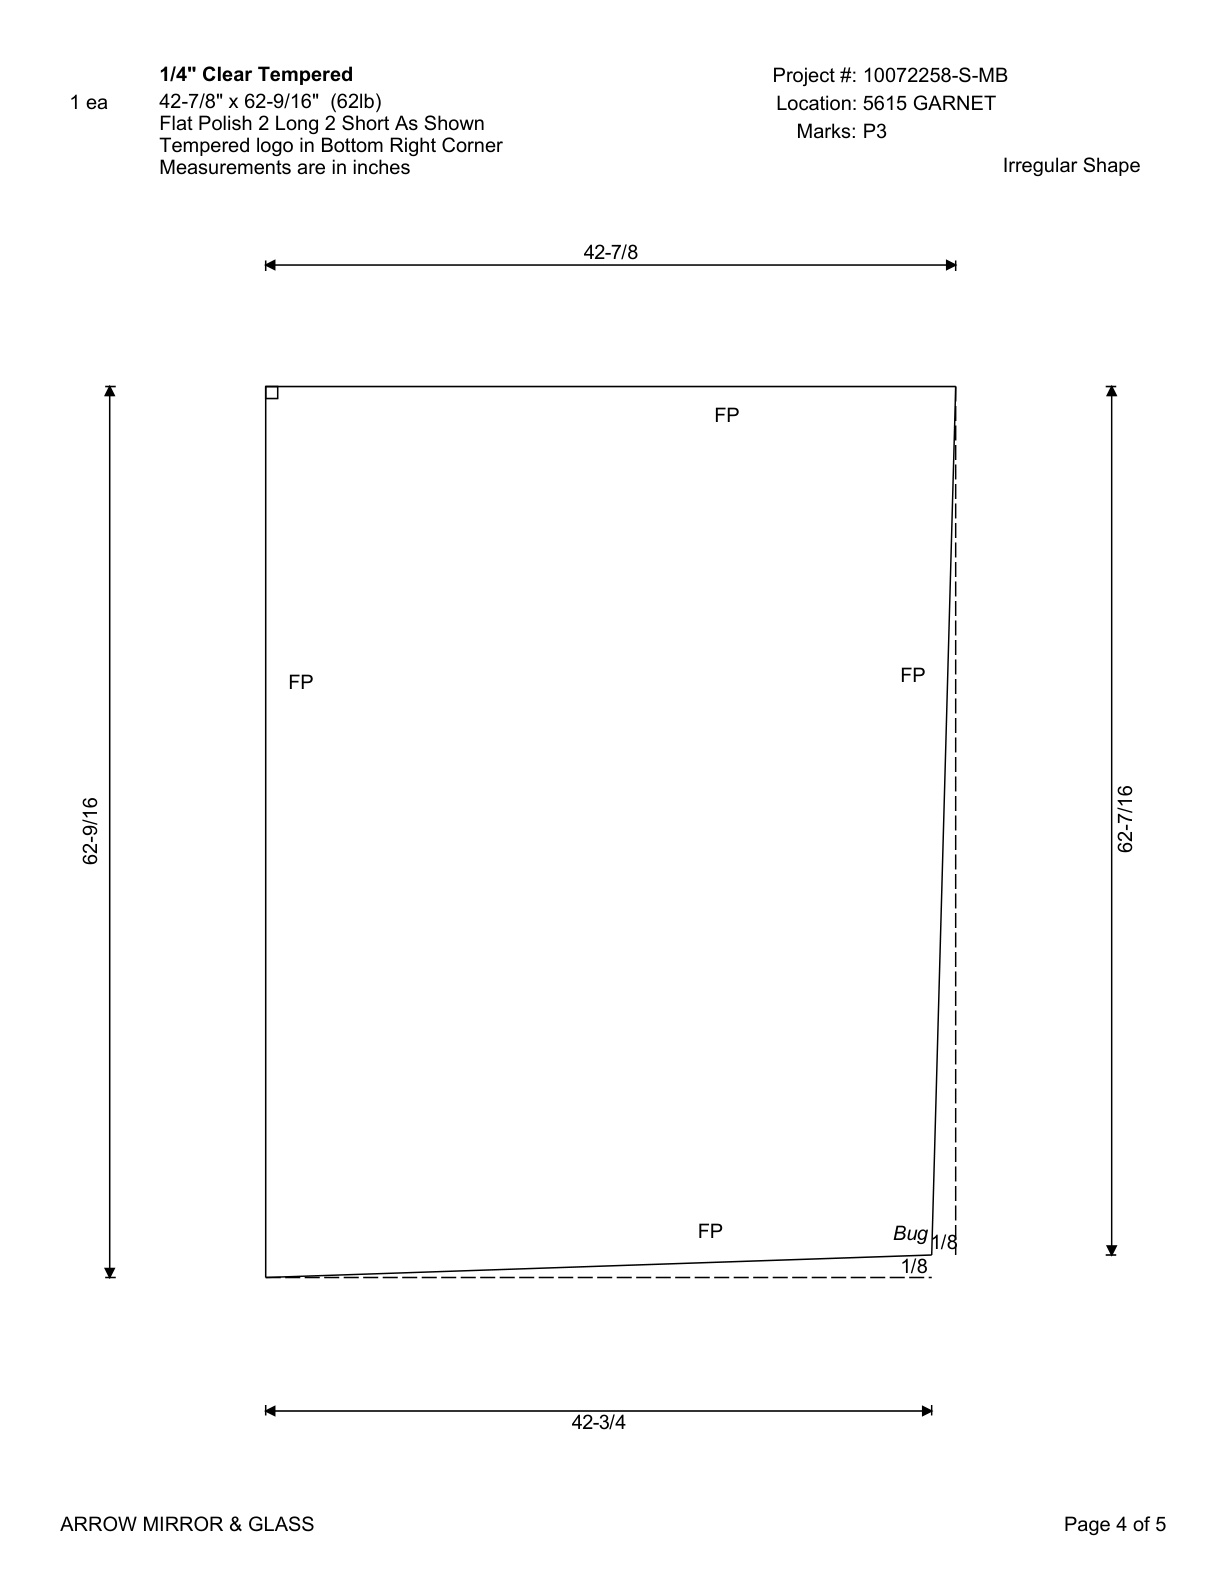 1/4" Clear Tempered
Project #: 10072258-S-MB
1 ea
42-7/8" x 62-9/16" (62lb)
Location: 5615 GARNET
Flat Polish 2 Long 2 Short As Shown
Marks: P3
Tempered logo in Bottom Right Corner
Measurements are in inches
Irregular Shape
42-7/8
FP
FP
FP
62-9/16
62-7/16
FP
Bug
1/8
1/8
42-3/4
ARROW MIRROR & GLASS
Page 4 of 5